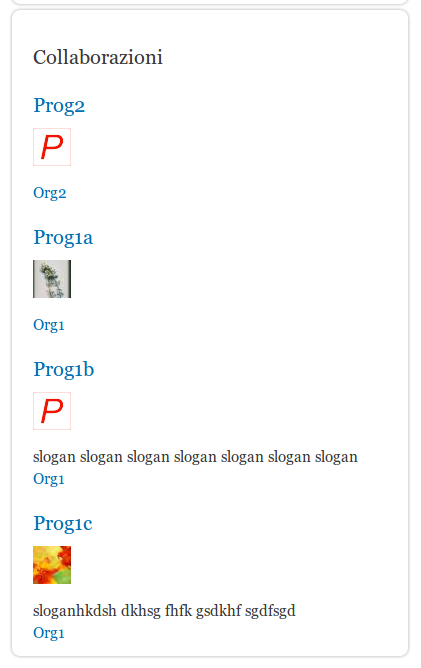 Collaborazioni
Prog2
P
Org2
Prog1a
Org1
Prog1b
P
slogan slogan slogan slogan slogan slogan slogan
Org1
Prog1c
sloganhkdsh dkhsg fhfk gsdkhf sgdfsgd
Org1